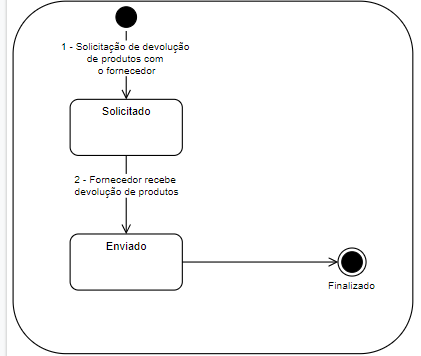 1 - Solicitação de devolução
de produtos com
o fornecedor
Solicitado
2 - Fornecedor recebe
devolução de produtos
Enviado
Finalizado